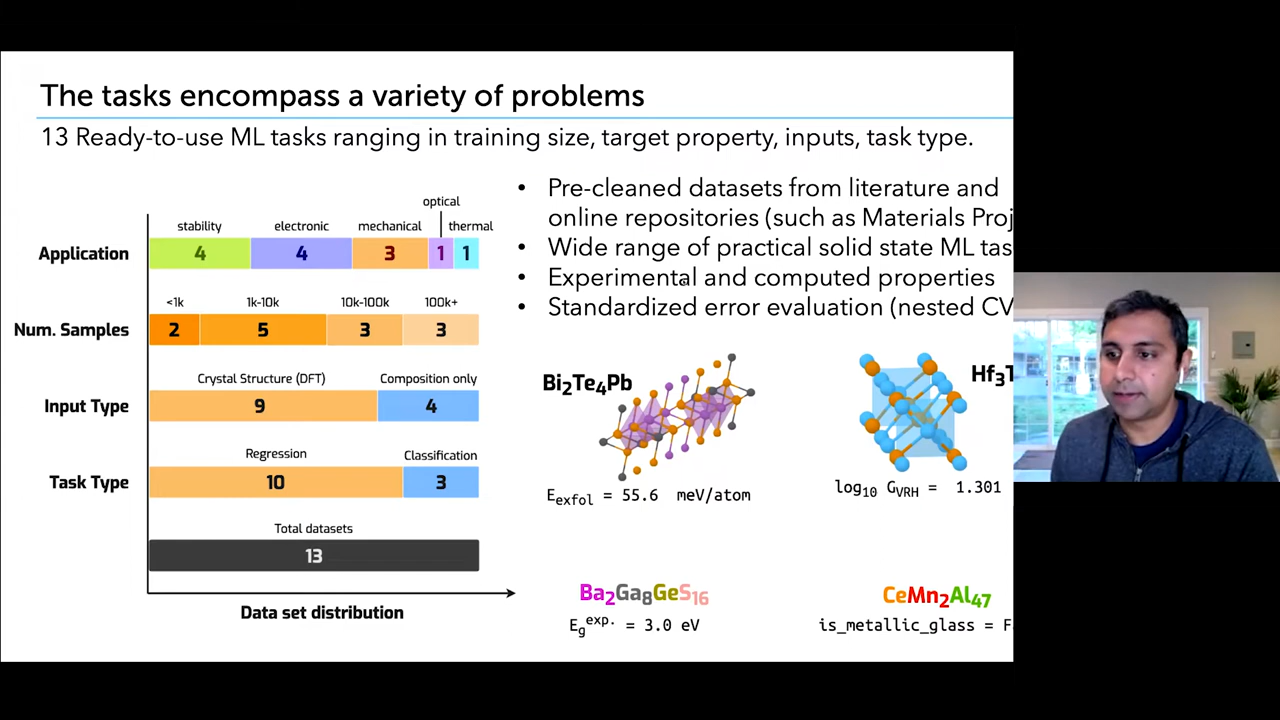 The tasks encompass a variety of problems
13 Ready-to-use ML tasks ranging in training size, target property, inputs, task type.
optical
stability electronic mechanical thermal
Application 4 4 3 1 1
<1k 1k-10k 10k-100k 100k+
Num. Samples 2 5 3 3
Crystal Structure (DFT) Composition only
Input Type 9 4
Regression Classification
Task Type 10 3
Total datasets
13
Data set distribution
• Pre-cleaned datasets from literature and
online repositories (such as Materials Proj
• Wide range of practical solid state ML tas
• Experimental and computed properties
• Standardized error evaluation (nested CV
Bi₂Te₄Pb
E_exfol = 55.6 meV/atom
Hf₃T
log₁₀ G_VRH = 1.301
Ba₂Ga₈GeS₁₆
E_g^exp. = 3.0 eV
CeMn₂Al₄₇
is_metallic_glass = F